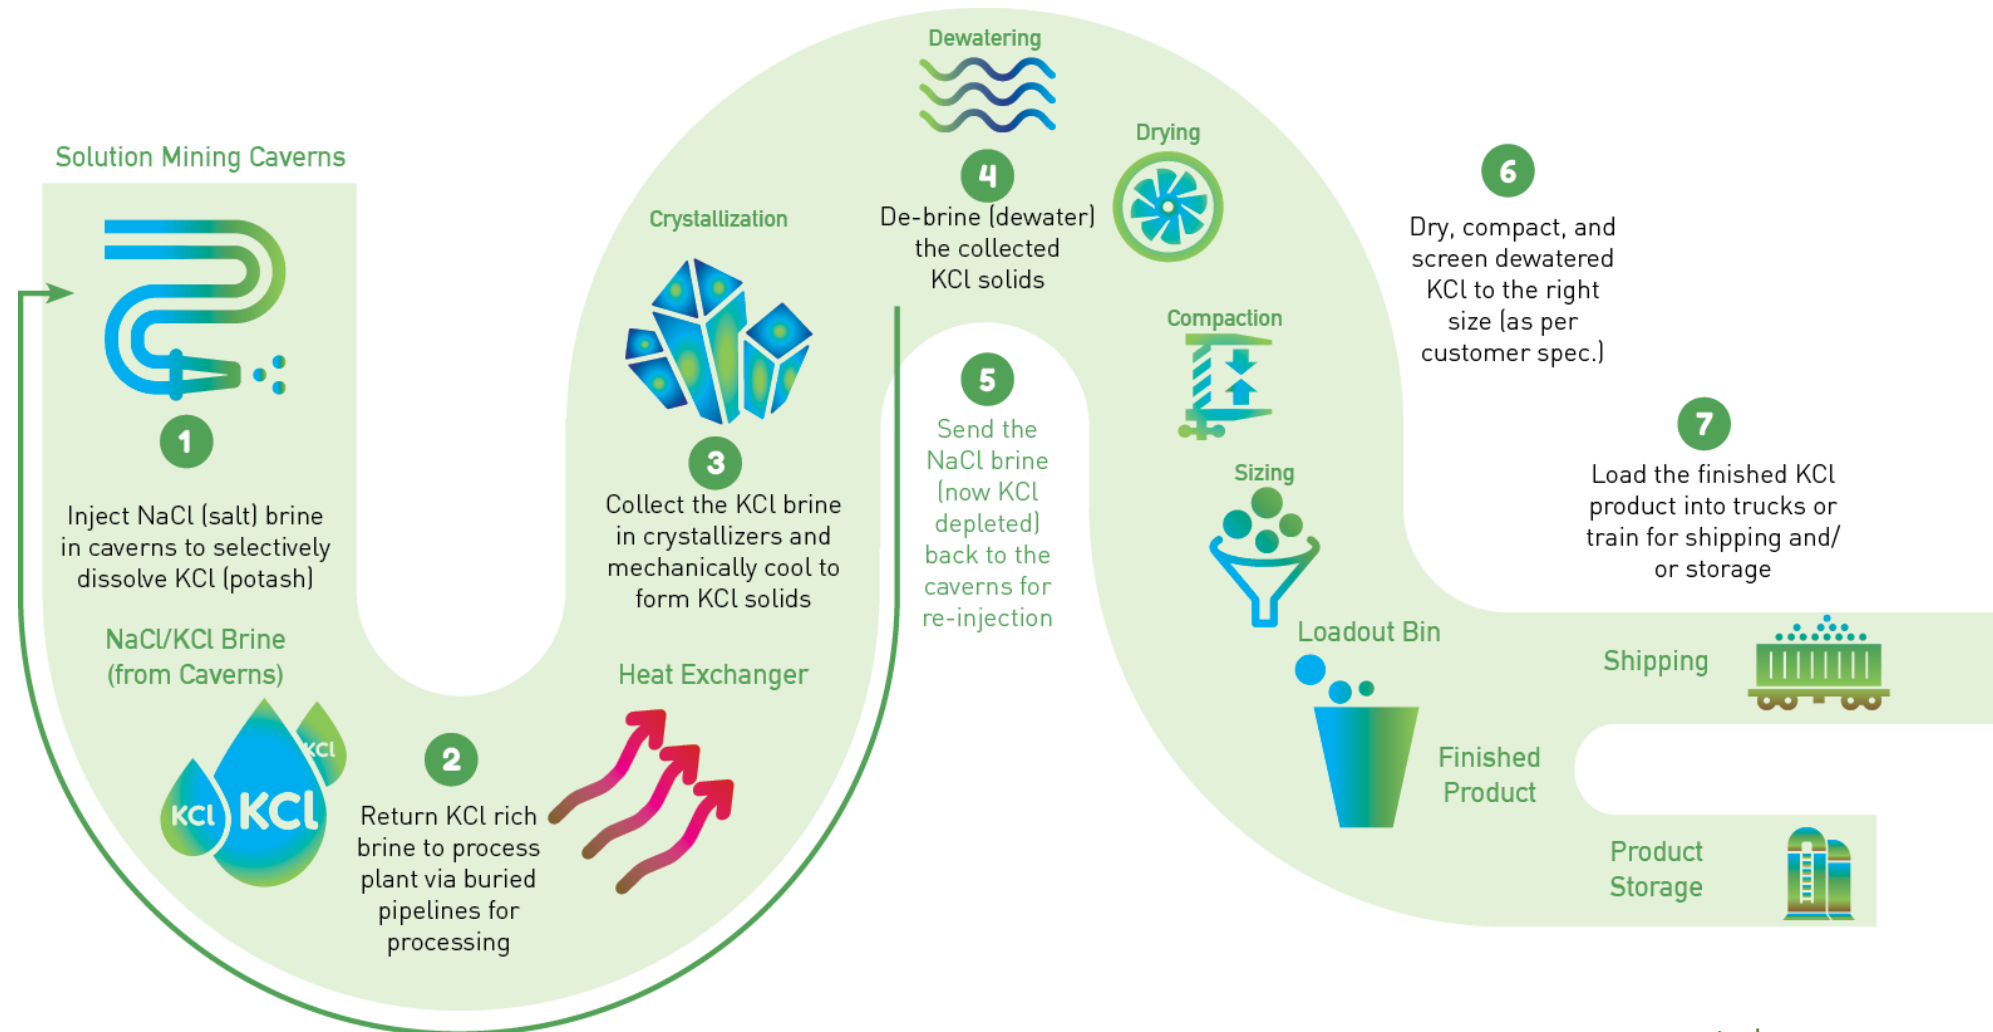 Solution Mining Caverns
1
Inject NaCl (salt) brine
in caverns to selectively
dissolve KCl (potash)
NaCl/KCl Brine
(from Caverns)
KCl
KCl
KCl
2
Return KCl rich
brine to process
plant via buried
pipelines for
processing
Heat Exchanger
Crystallization
3
Collect the KCl brine
in crystallizers and
mechanically cool to
form KCl solids
Dewatering
4
De-brine (dewater)
the collected
KCl solids
5
Send the
NaCl brine
(now KCl
depleted)
back to the
caverns for
re-injection
Drying
Compaction
Sizing
6
Dry, compact, and
screen dewatered
KCl to the right
size (as per
customer spec.)
Loadout Bin
Finished
Product
7
Load the finished KCl
product into trucks or
train for shipping and/
or storage
Shipping
Product
Storage